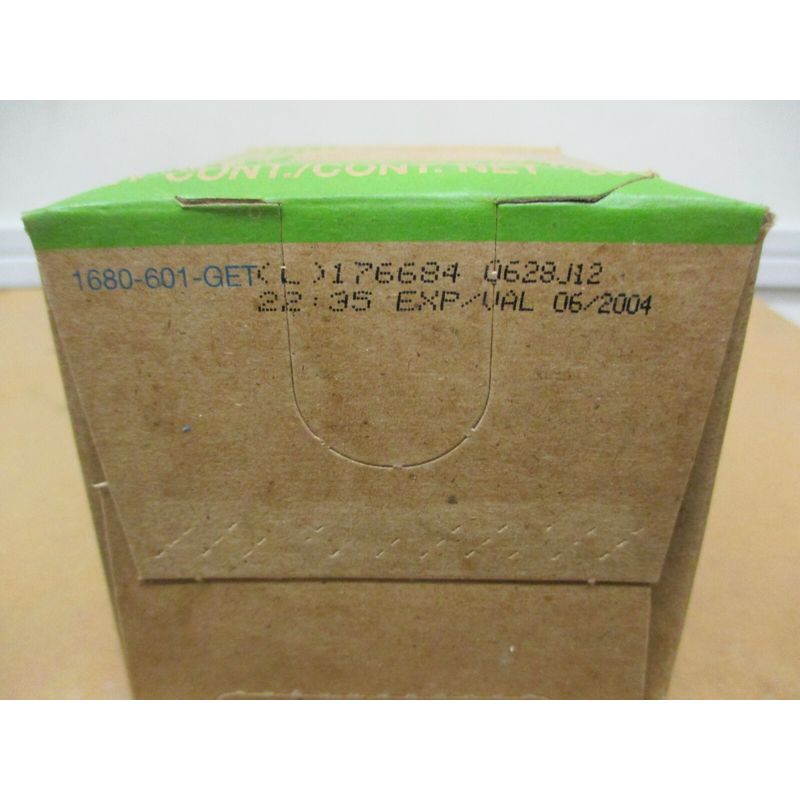 CONT./CONT. NET
1680-601-GET (L)176684 0628J12
22:35 EXP/VAL 06/2004